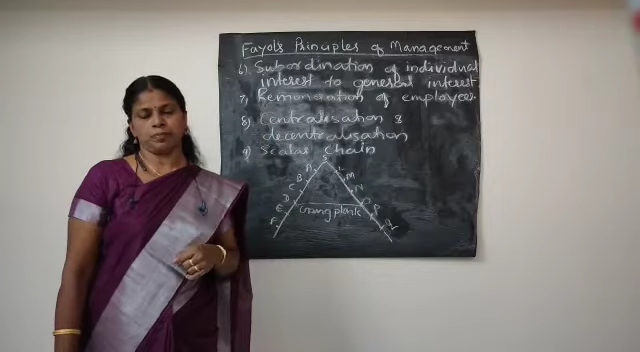 Fayol's Principles of Management
6) Subordination of individual
interest to general interest.
7) Remuneration of employees.
8) Centralisation &
decentralisation
9) Scalar Chain
S
A L
B M
C N
D O
E Gang plank P
F Q